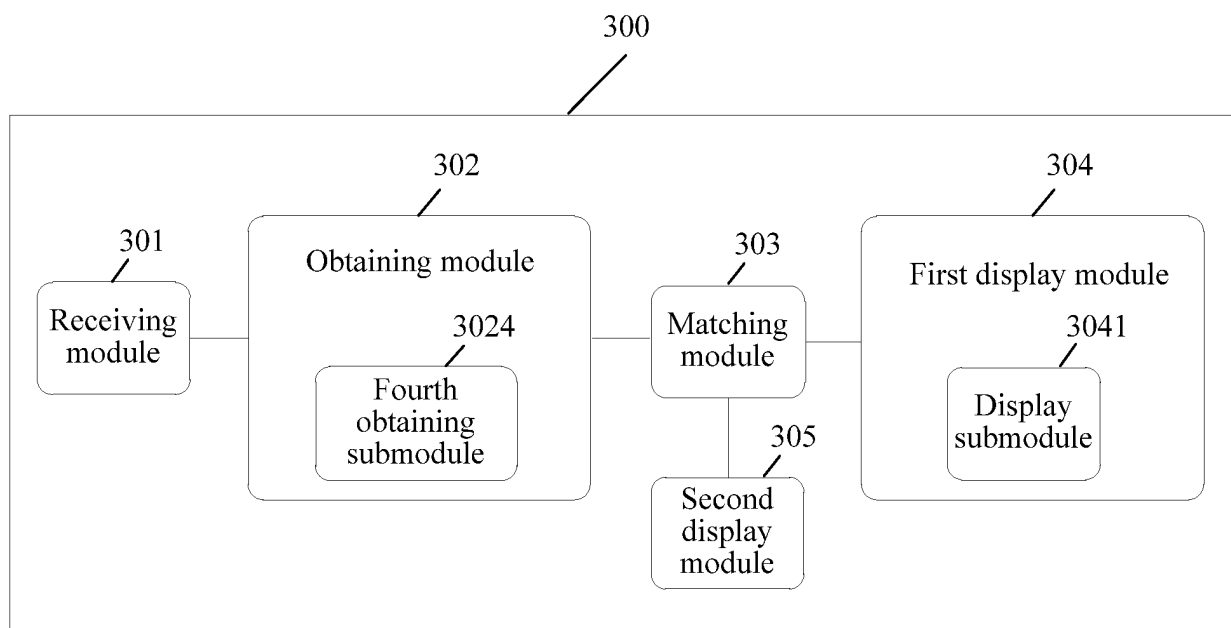 300
302
304
301
303
Obtaining module
First display module
Receiving
module
Matching
module
3024
3041
Fourth
obtaining
submodule
Display
submodule
305
Second
display
module